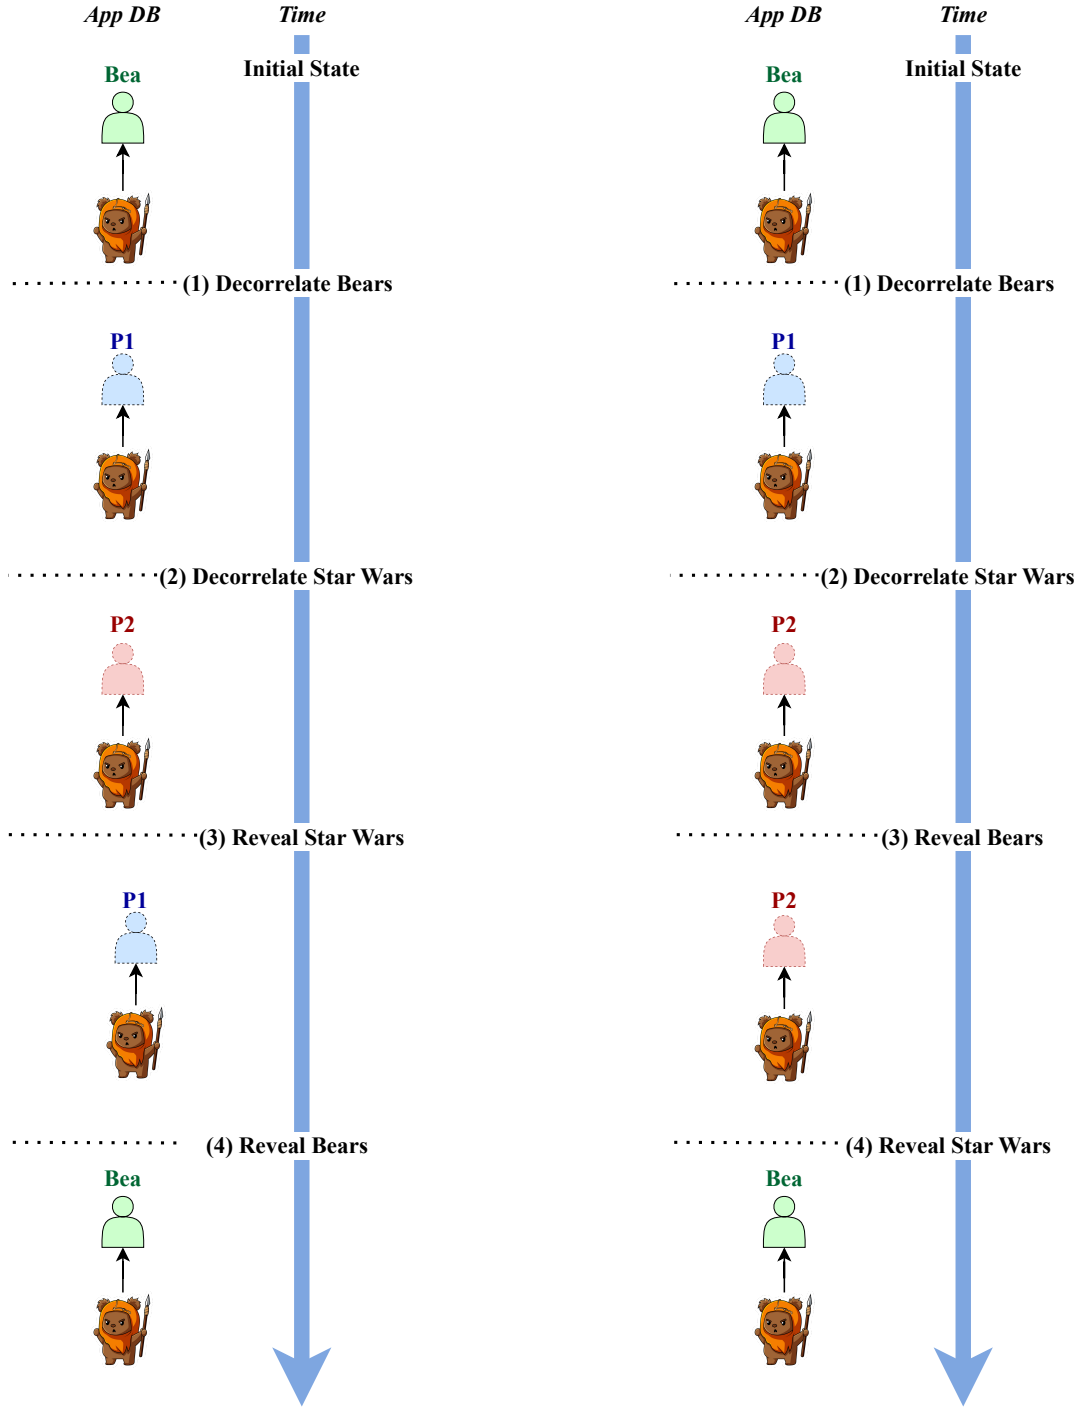 App DB Time
Initial State
Bea
(1) Decorrelate Bears
P1
(2) Decorrelate Star Wars
P2
(3) Reveal Star Wars
P1
(4) Reveal Bears
Bea
App DB Time
Initial State
Bea
(1) Decorrelate Bears
P1
(2) Decorrelate Star Wars
P2
(3) Reveal Bears
P2
(4) Reveal Star Wars
Bea